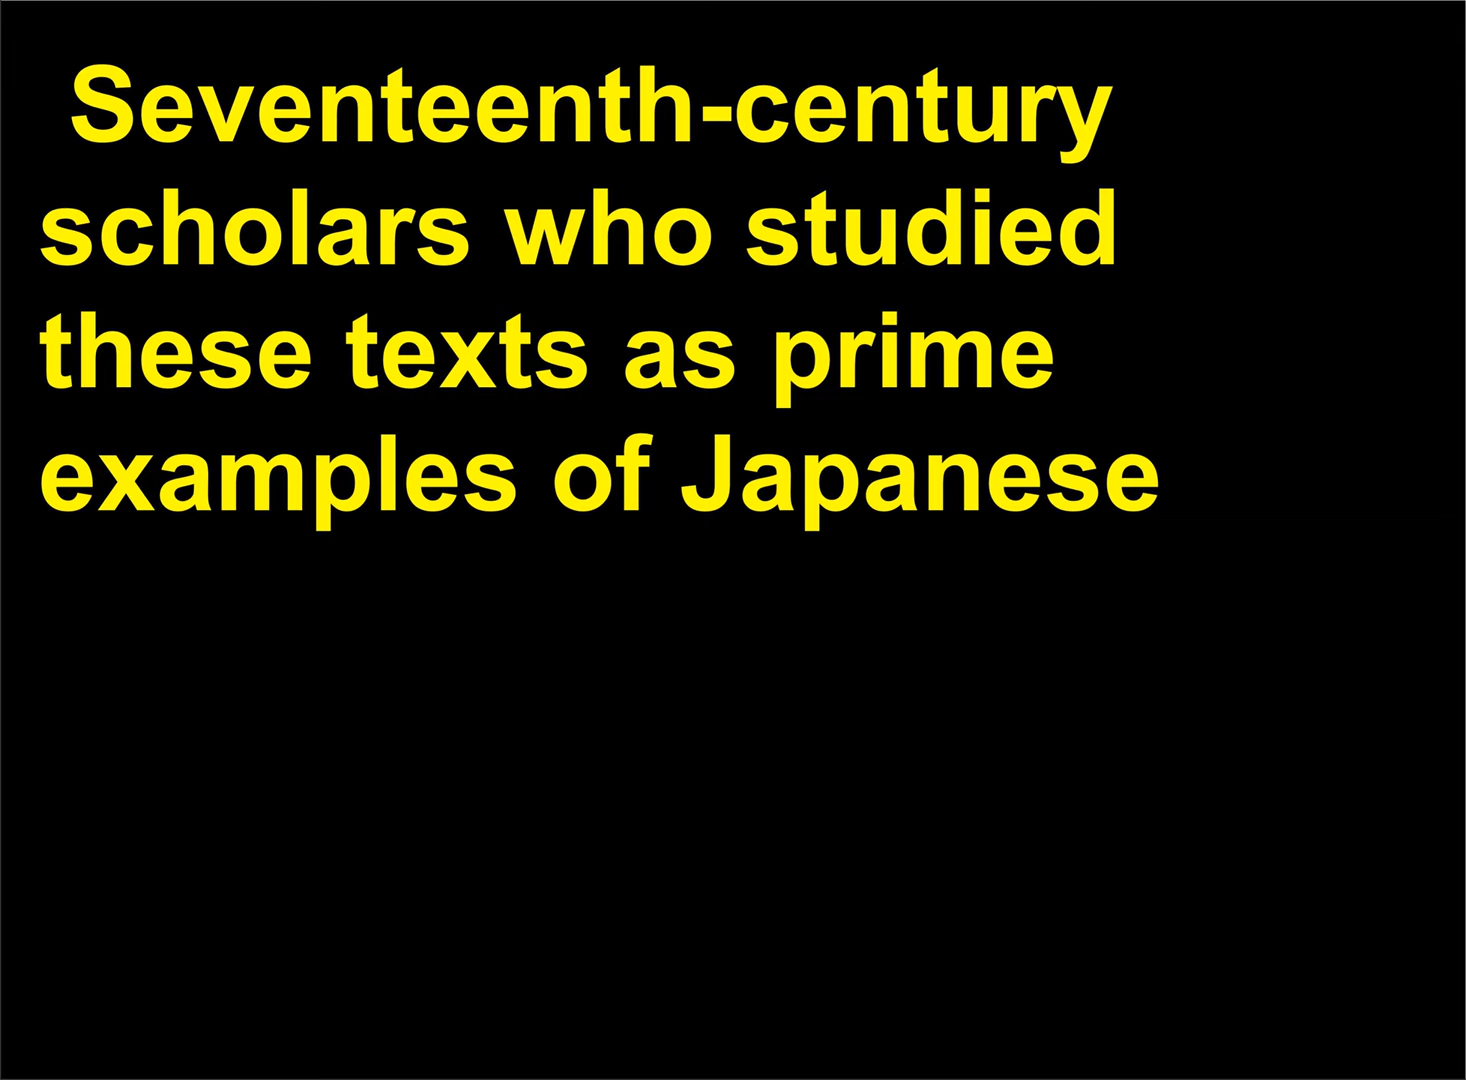 Seventeenth-century
scholars who studied
these texts as prime
examples of Japanese